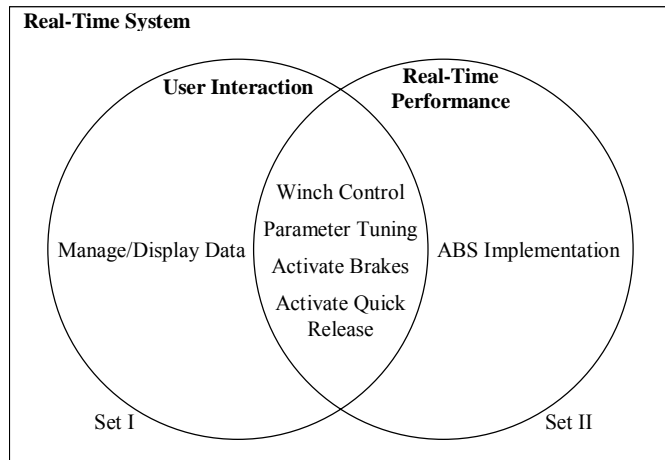 Real-Time System
User Interaction
Real-Time
Performance
Winch Control
Parameter Tuning
Manage/Display Data
ABS Implementation
Activate Brakes
Activate Quick
Release
Set I
Set II